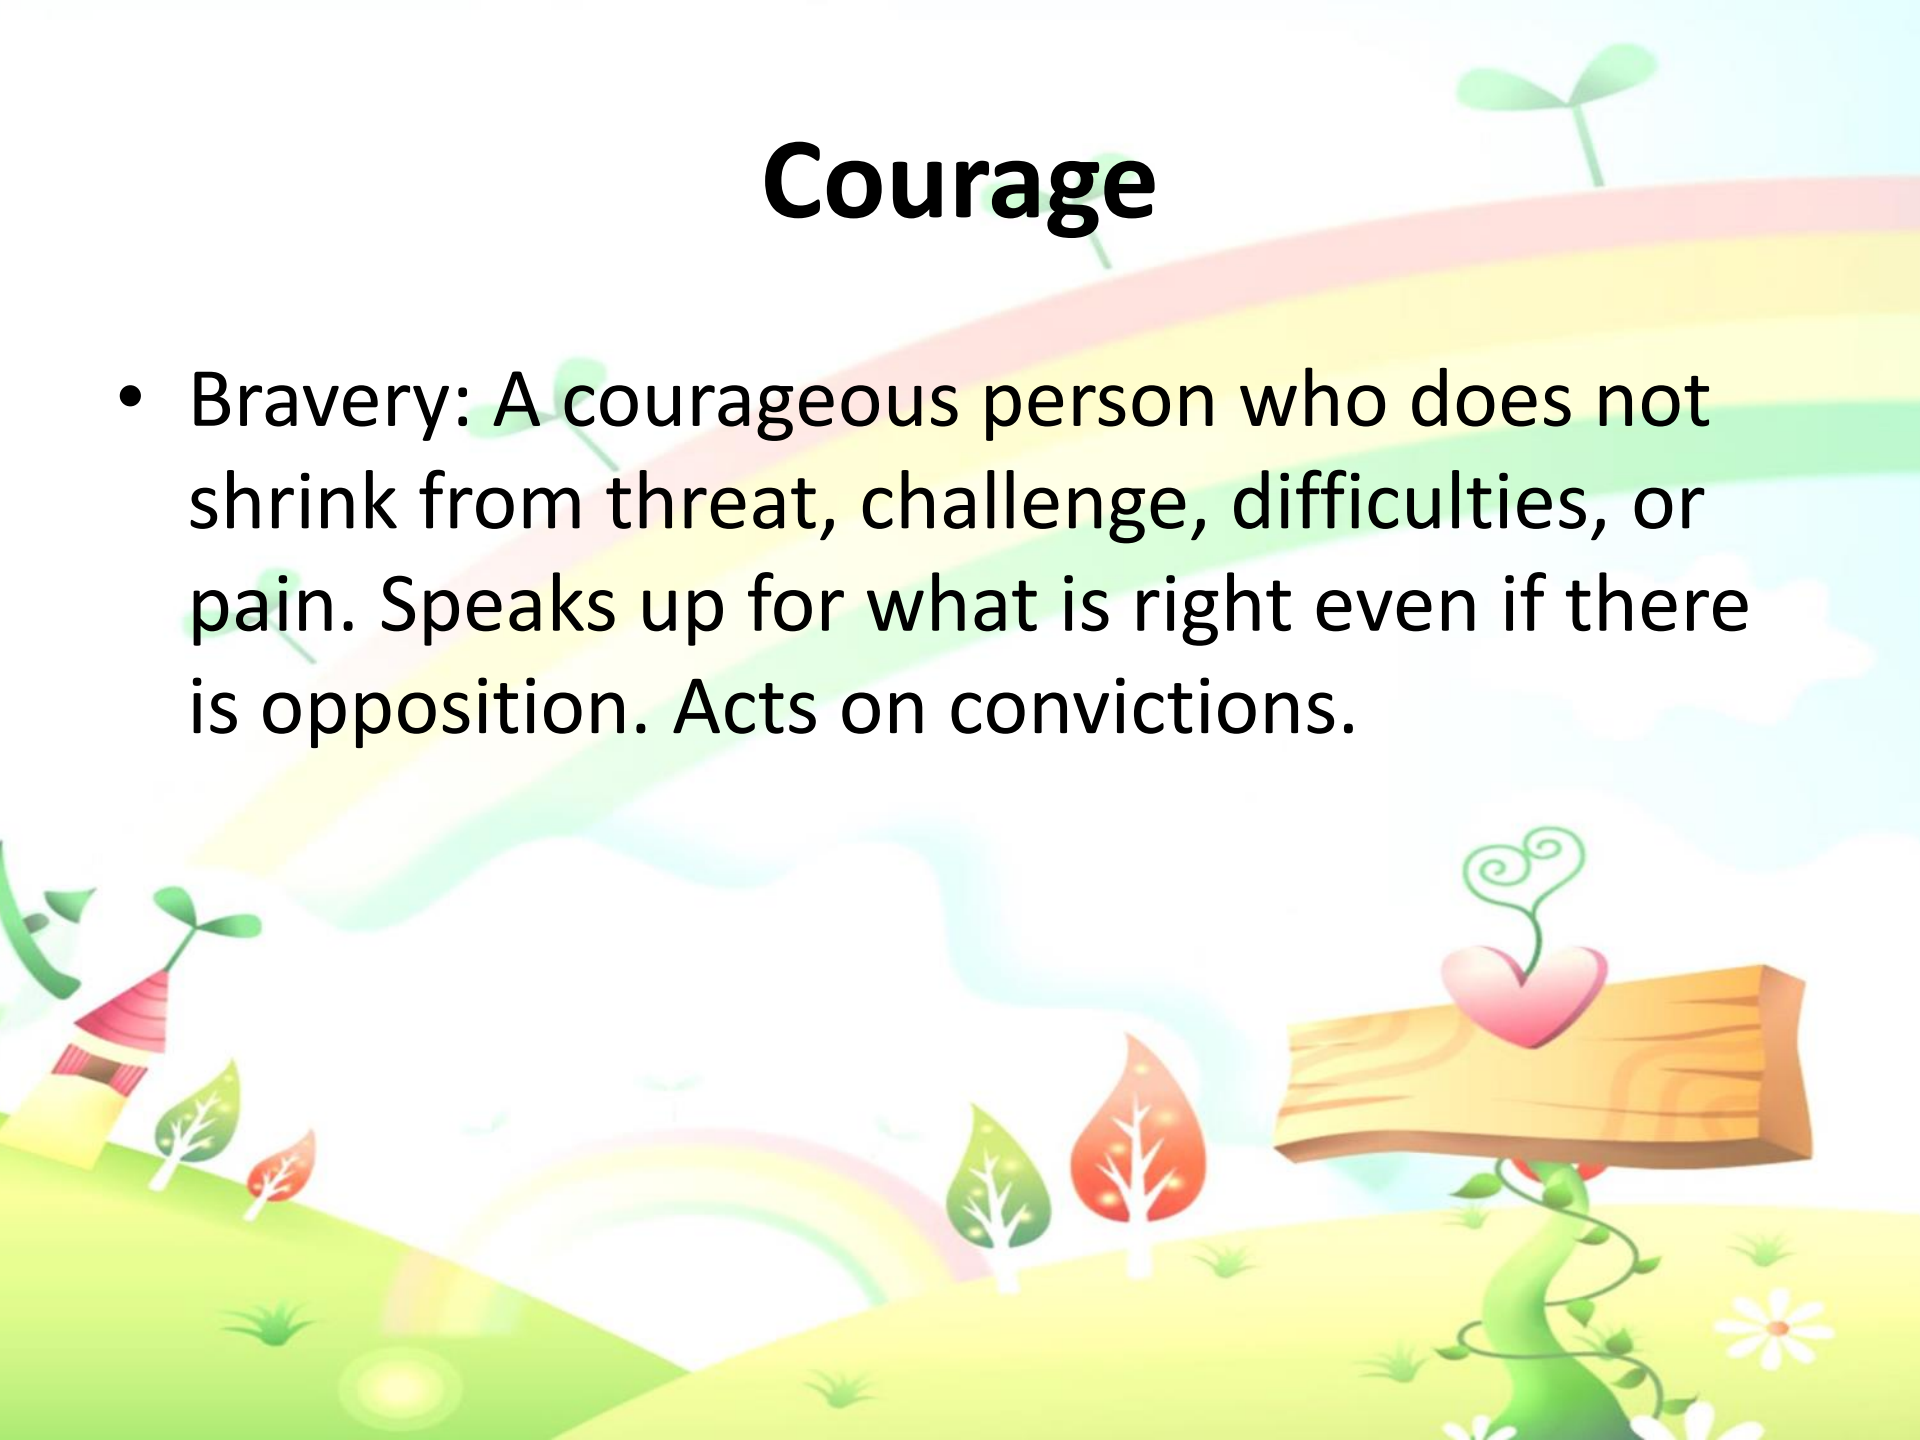 Courage
• Bravery: A courageous person who does not
shrink from threat, challenge, difficulties, or
pain. Speaks up for what is right even if there
is opposition. Acts on convictions.